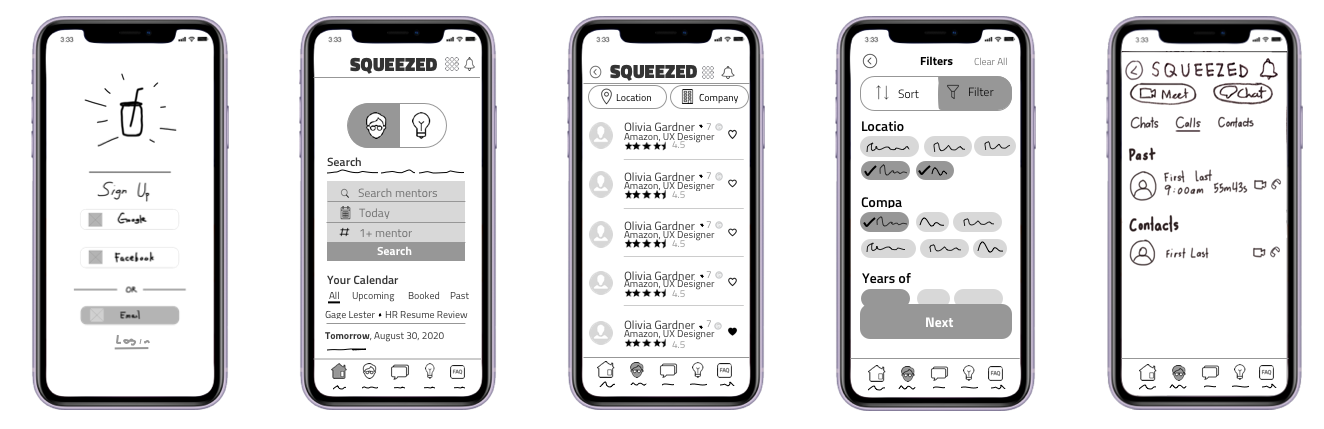 3:33
Sign Up
Google
Facebook
OR
Email
Login
3:33
SQUEEZED
Search
Search mentors
Today
1+ mentor
Search
Your Calendar
All Upcoming Booked Past
Gage Lester • HR Resume Review
Tomorrow, August 30, 2020
FAQ
3:33
SQUEEZED
Location Company
Olivia Gardner 7
Amazon, UX Designer
4.5
Olivia Gardner 7
Amazon, UX Designer
4.5
Olivia Gardner 7
Amazon, UX Designer
4.5
Olivia Gardner 7
Amazon, UX Designer
4.5
Olivia Gardner 7
Amazon, UX Designer
4.5
FAQ
3:33
Filters Clear All
Sort Filter
Locatio
Compa
Years of
Next
FAQ
3:33
SQUEEZED
Meet Chat
Chats Calls Contacts
Past
First Last
9:00am 55m43s
Contacts
First Last
FAQ